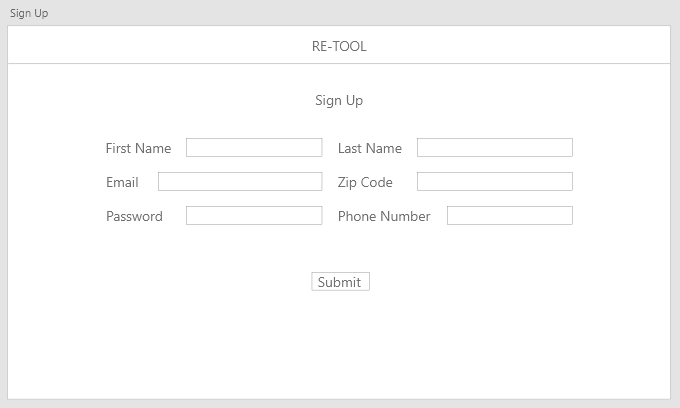 Sign Up
RE-TOOL
Sign Up
First Name Last Name
Email Zip Code
Password Phone Number
Submit